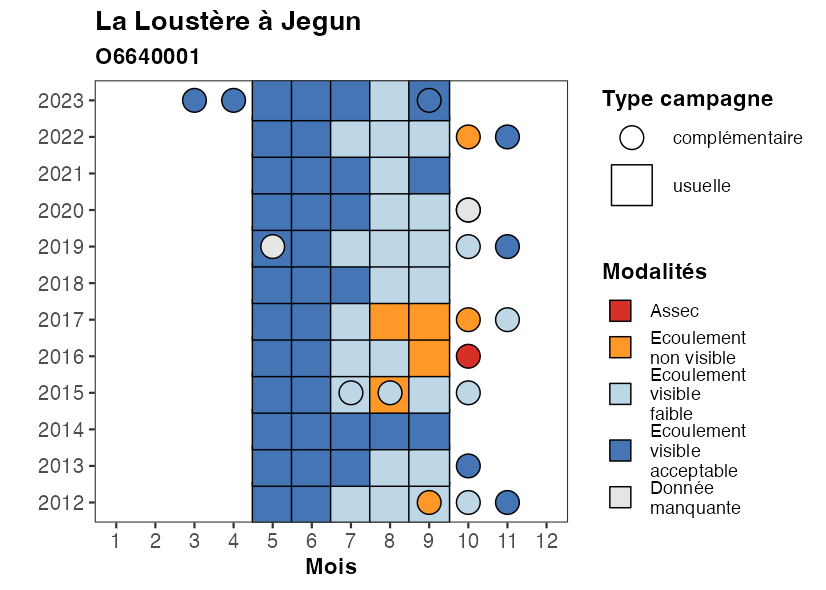 La Loustère à Jegun
O6640001
2023
2022
2021
2020
2019
2018
2017
2016
2015
2014
2013
2012
1 2 3 4 5 6 7 8 9 10 11 12
Mois
Type campagne
complémentaire
usuelle
Modalités
Assec
Ecoulement
non visible
Ecoulement
visible
faible
Ecoulement
visible
acceptable
Donnée
manquante